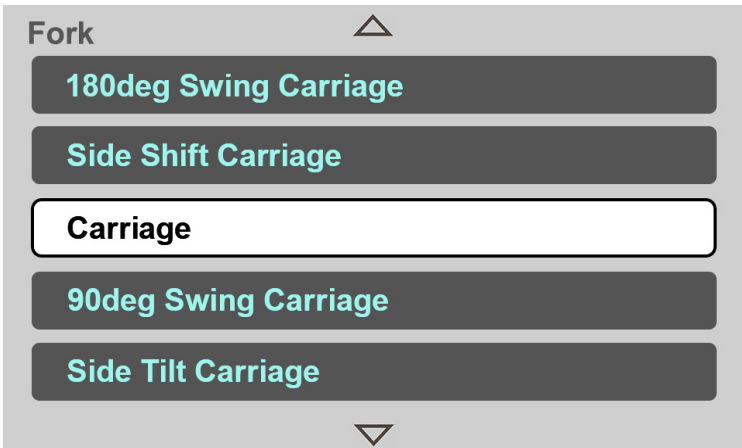 Fork
180deg Swing Carriage
Side Shift Carriage
Carriage
90deg Swing Carriage
Side Tilt Carriage